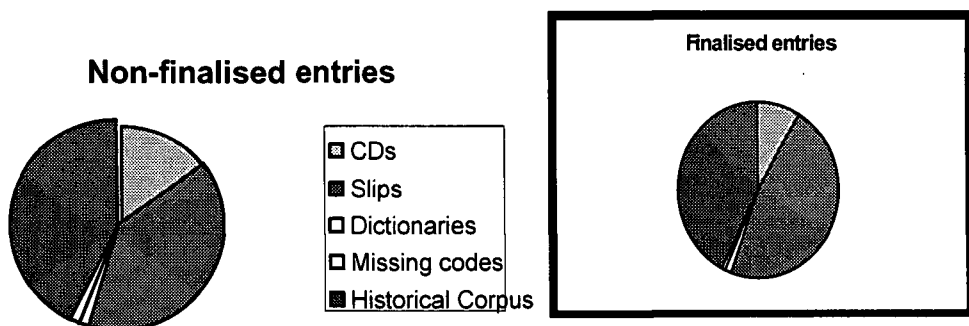 Non-finalised entries
CDs
Slips
Dictionaries
Missing codes
Historical Corpus
Finalised entries